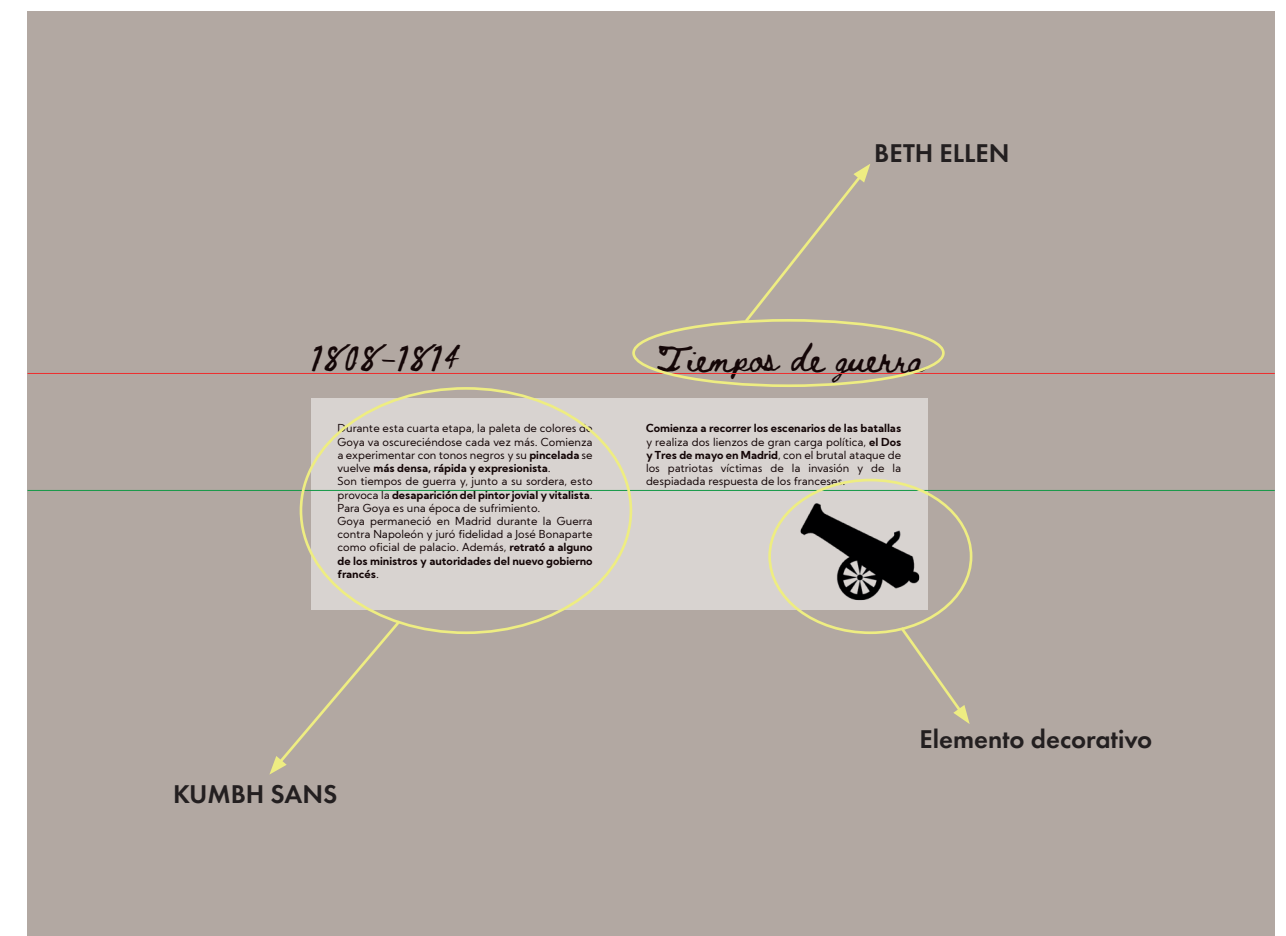 BETH ELLEN
1808-1814
Tiempos de guerra
Durante esta cuarta etapa, la paleta de colores de
Goya va oscureciéndose cada vez más. Comienza
a experimentar con tonos negros y su pincelada se
vuelve más densa, rápida y expresionista.
Son tiempos de guerra y, junto a su sordera, esto
provoca la desaparición del pintor jovial y vitalista.
Para Goya es una época de sufrimiento.
Goya permaneció en Madrid durante la Guerra
contra Napoleón y juró fidelidad a José Bonaparte
como oficial de palacio. Además, retrató a alguno
de los ministros y autoridades del nuevo gobierno
francés.
Comienza a recorrer los escenarios de las batallas
y realiza dos lienzos de gran carga política, el Dos
y Tres de mayo en Madrid, con el brutal ataque de
los patriotas víctimas de la invasión y de la
despiadada respuesta de los franceses.
Elemento decorativo
KUMBH SANS